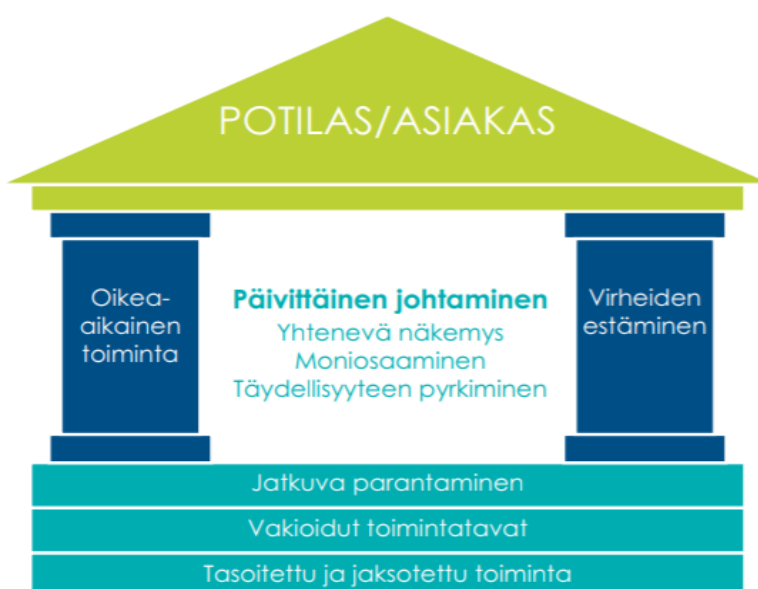 POTILAS/ASIAKAS
Oikea-
aikainen
toiminta
Päivittäinen johtaminen
Yhtenevä näkemys
Moniosaaminen
Täydellisyyteen pyrkiminen
Virheiden
estäminen
Jatkuva parantaminen
Vakioidut toimintatavat
Tasoitettu ja jaksotettu toiminta